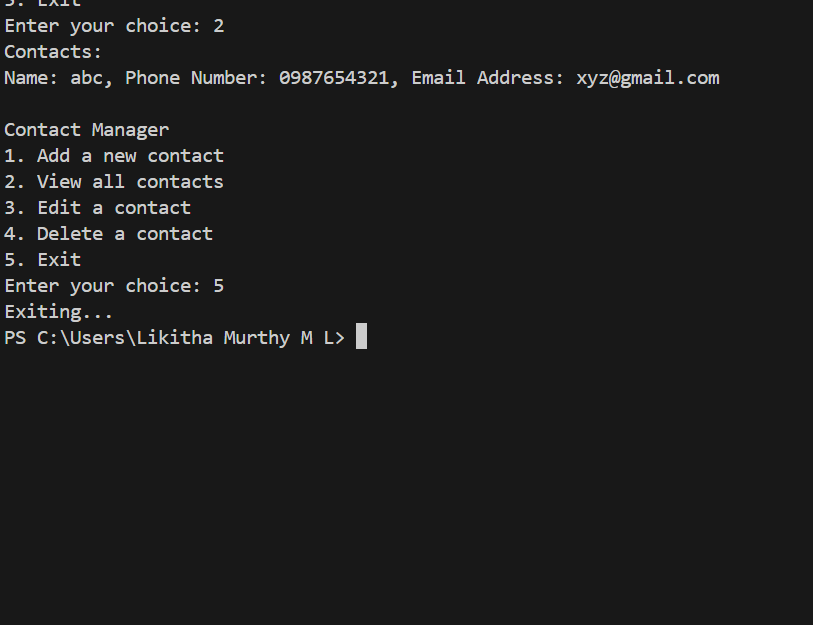 5. Exit
Enter your choice: 2
Contacts:
Name: abc, Phone Number: 0987654321, Email Address: xyz@gmail.com
Contact Manager
1. Add a new contact
2. View all contacts
3. Edit a contact
4. Delete a contact
5. Exit
Enter your choice: 5
Exiting...
PS C:\Users\Likitha Murthy M L>